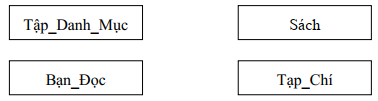 Tập_Danh_Mục
Sách
Bạn_Đọc
Tạp_Chí